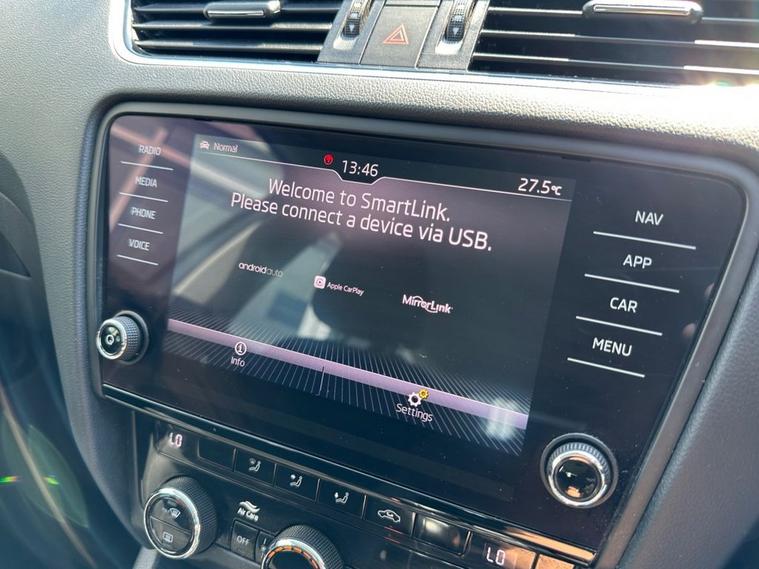 RADIO
MEDIA
PHONE
VOICE
Normal
13:46
27.5°C
Welcome to SmartLink.
Please connect a device via USB.
androidauto
Apple CarPlay
MirrorLink
Info
Settings
NAV
APP
CAR
MENU
LO
Air Care
OFF
LO